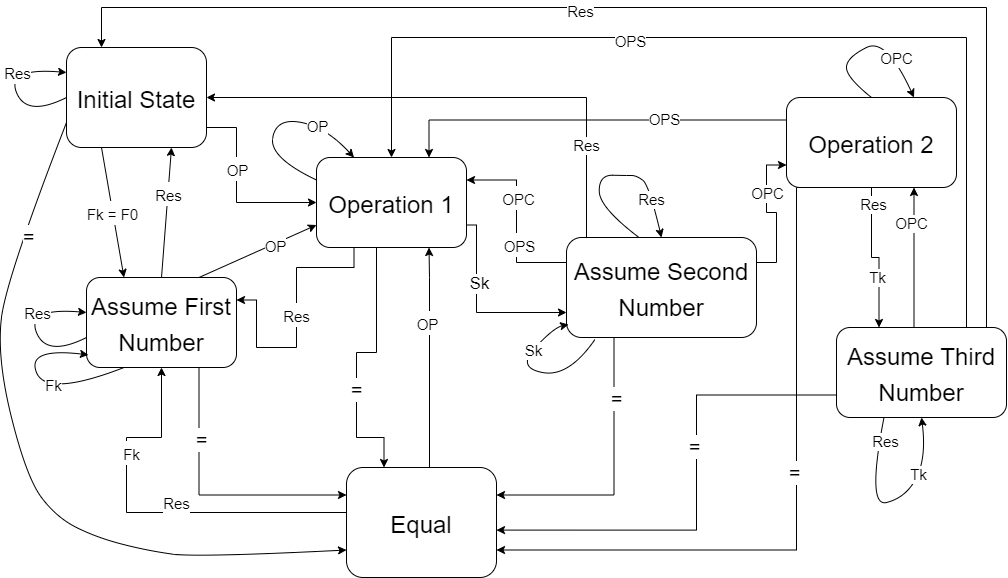 Res
OPS
OPC
Res
Initial State
OPS
OP
Operation 2
Res
OP
Res
OPC
Res
Operation 1
OPC
Res
Fk = F0
OPC
=
OP
OPS
Assume Second
Number
Sk
Tk
Assume First
Number
Res
Res
OP
Sk
Assume Third
Number
Fk
=
=
=
Res
Fk
=
=
Tk
Res
Equal